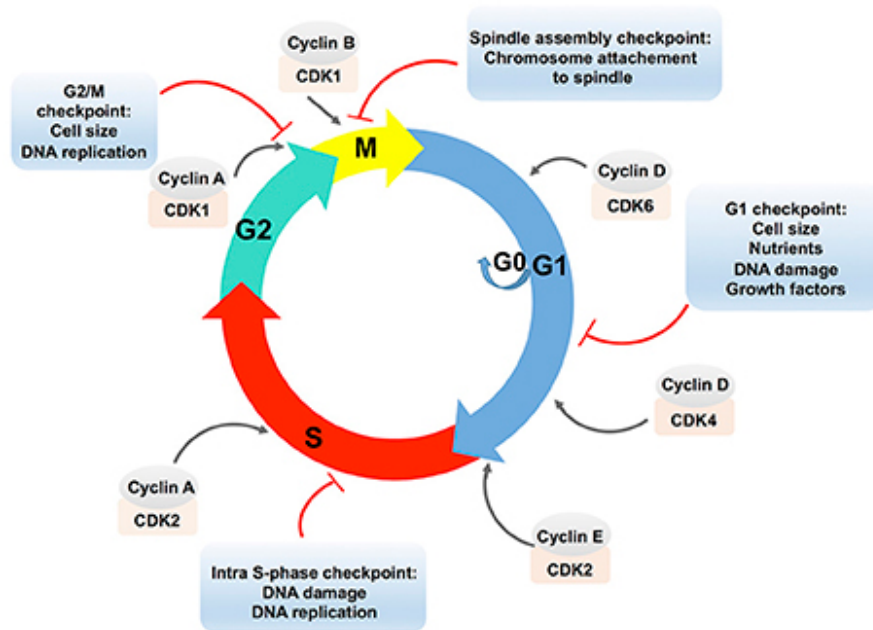 Cyclin B
CDK1
Spindle assembly checkpoint:
Chromosome attachement
to spindle
G2/M
checkpoint:
Cell size
DNA replication
M
Cyclin A
CDK1
Cyclin D
CDK6
G2
G0
G1
G1 checkpoint:
Cell size
Nutrients
DNA damage
Growth factors
Cyclin D
CDK4
S
Cyclin A
CDK2
Cyclin E
CDK2
Intra S-phase checkpoint:
DNA damage
DNA replication